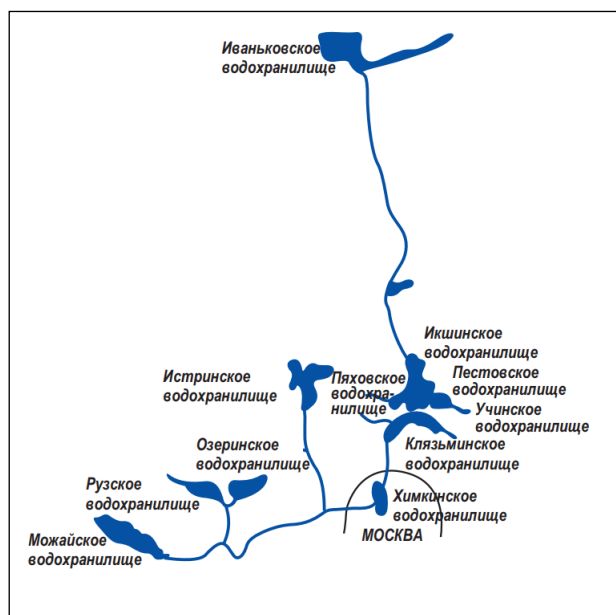 Иваньковское
водохранилище
Икшинское
водохранилище
Пестовское
водохранилище
Учинское
водохранилище
Пяховское
водохра-
нилище
Истринское
водохранилище
Клязьминское
водохранилище
Озеринское
водохранилище
Рузское
водохранилище
Химкинское
водохранилище
МОСКВА
Можайское
водохранилище